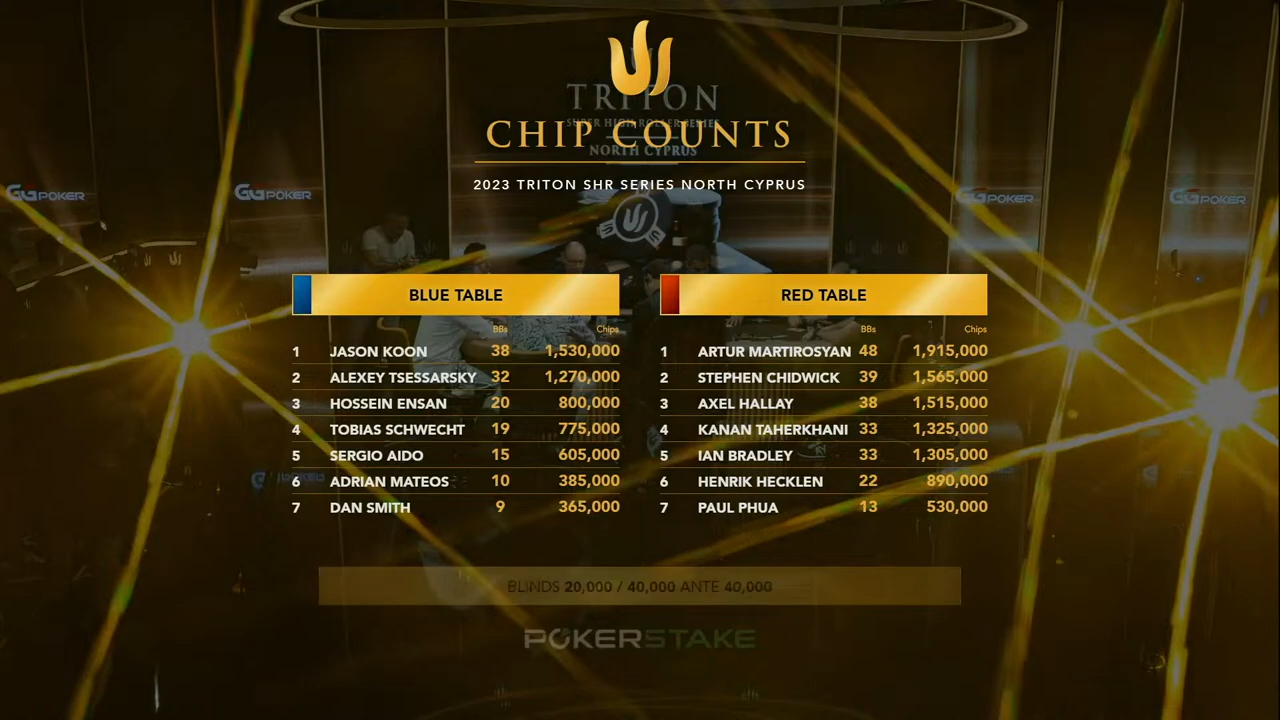 TRITON
SUPER HIGH ROLLER SERIES
CHIP COUNTS
NORTH CYPRUS
2023 TRITON SHR SERIES NORTH CYPRUS
GGPOKER
GGPOKER
GGPOKER
GGPOKER
BLUE TABLE
BBs Chips
1 JASON KOON 38 1,530,000
2 ALEXEY TSESSARSKY 32 1,270,000
3 HOSSEIN ENSAN 20 800,000
4 TOBIAS SCHWECHT 19 775,000
5 SERGIO AIDO 15 605,000
6 ADRIAN MATEOS 10 385,000
7 DAN SMITH 9 365,000
RED TABLE
BBs Chips
1 ARTUR MARTIROSYAN 48 1,915,000
2 STEPHEN CHIDWICK 39 1,565,000
3 AXEL HALLAY 38 1,515,000
4 KANAN TAHERKHANI 33 1,325,000
5 IAN BRADLEY 33 1,305,000
6 HENRIK HECKLEN 22 890,000
7 PAUL PHUA 13 530,000
BLINDS 20,000 / 40,000 ANTE 40,000
POKERSTAKE